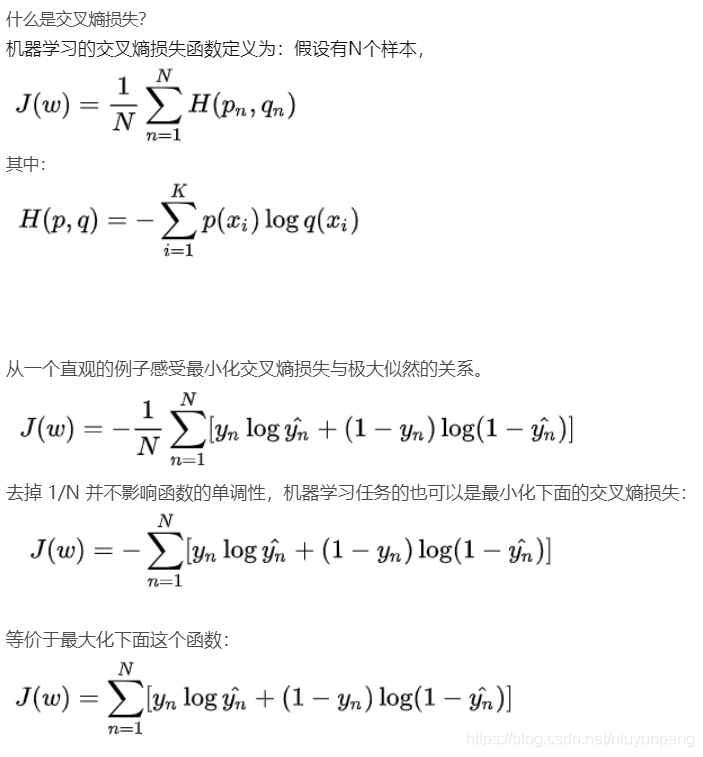 什么是交叉熵损失?
机器学习的交叉熵损失函数定义为：假设有N个样本，
J(w) = \frac{1}{N} \sum_{n=1}^{N} H(p_n, q_n)
其中：
H(p, q) = -\sum_{i=1}^{K} p(x_i) \log q(x_i)
从一个直观的例子感受最小化交叉熵损失与极大似然的关系。
J(w) = -\frac{1}{N} \sum_{n=1}^{N} [y_n \log \hat{y_n} + (1 - y_n) \log(1 - \hat{y_n})]
去掉 1/N 并不影响函数的单调性，机器学习任务的也可以是最小化下面的交叉熵损失：
J(w) = -\sum_{n=1}^{N} [y_n \log \hat{y_n} + (1 - y_n) \log(1 - \hat{y_n})]
等价于最大化下面这个函数：
J(w) = \sum_{n=1}^{N} [y_n \log \hat{y_n} + (1 - y_n) \log(1 - \hat{y_n})]
https://blog.csdn.net/niuyunpang